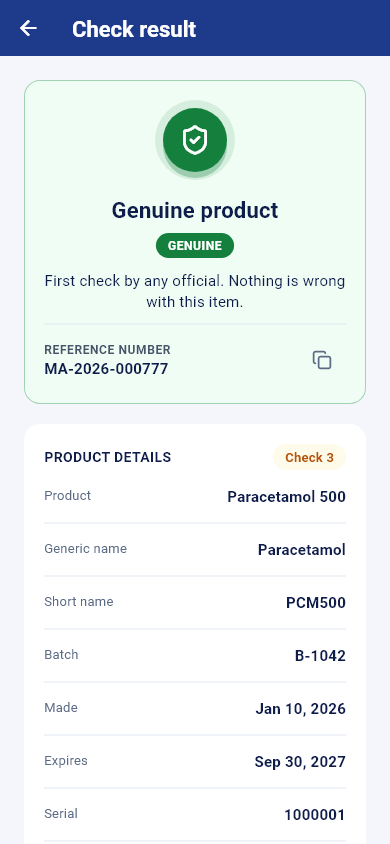 Check result
Genuine product
GENUINE
First check by any official. Nothing is wrong
with this item.
REFERENCE NUMBER
MA-2026-000777
PRODUCT DETAILS
Check 3
Product
Paracetamol 500
Generic name
Paracetamol
Short name
PCM500
Batch
B-1042
Made
Jan 10, 2026
Expires
Sep 30, 2027
Serial
1000001